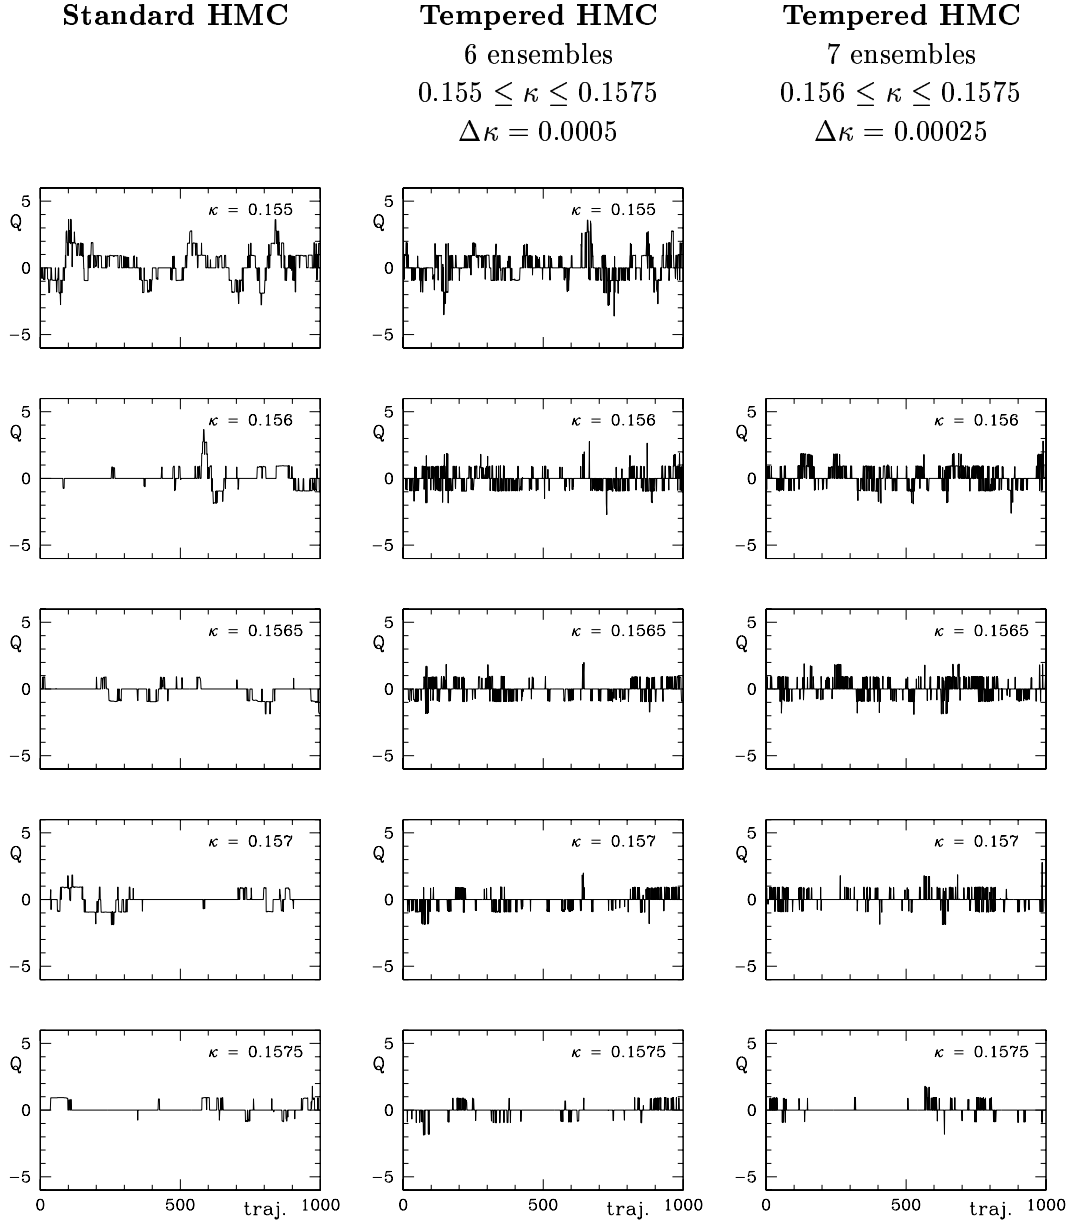 Standard HMC
Tempered HMC
6 ensembles
0.155 ≤ κ ≤ 0.1575
Δκ = 0.0005
Tempered HMC
7 ensembles
0.156 ≤ κ ≤ 0.1575
Δκ = 0.00025
5
Q
0
−5
κ = 0.155
5
Q
0
−5
κ = 0.155
5
Q
0
−5
κ = 0.156
5
Q
0
−5
κ = 0.156
5
Q
0
−5
κ = 0.156
5
Q
0
−5
κ = 0.1565
5
Q
0
−5
κ = 0.1565
5
Q
0
−5
κ = 0.1565
5
Q
0
−5
κ = 0.157
5
Q
0
−5
κ = 0.157
5
Q
0
−5
κ = 0.157
5
Q
0
−5
κ = 0.1575
0 500 traj. 1000
5
Q
0
−5
κ = 0.1575
0 500 traj. 1000
5
Q
0
−5
κ = 0.1575
0 500 traj. 1000